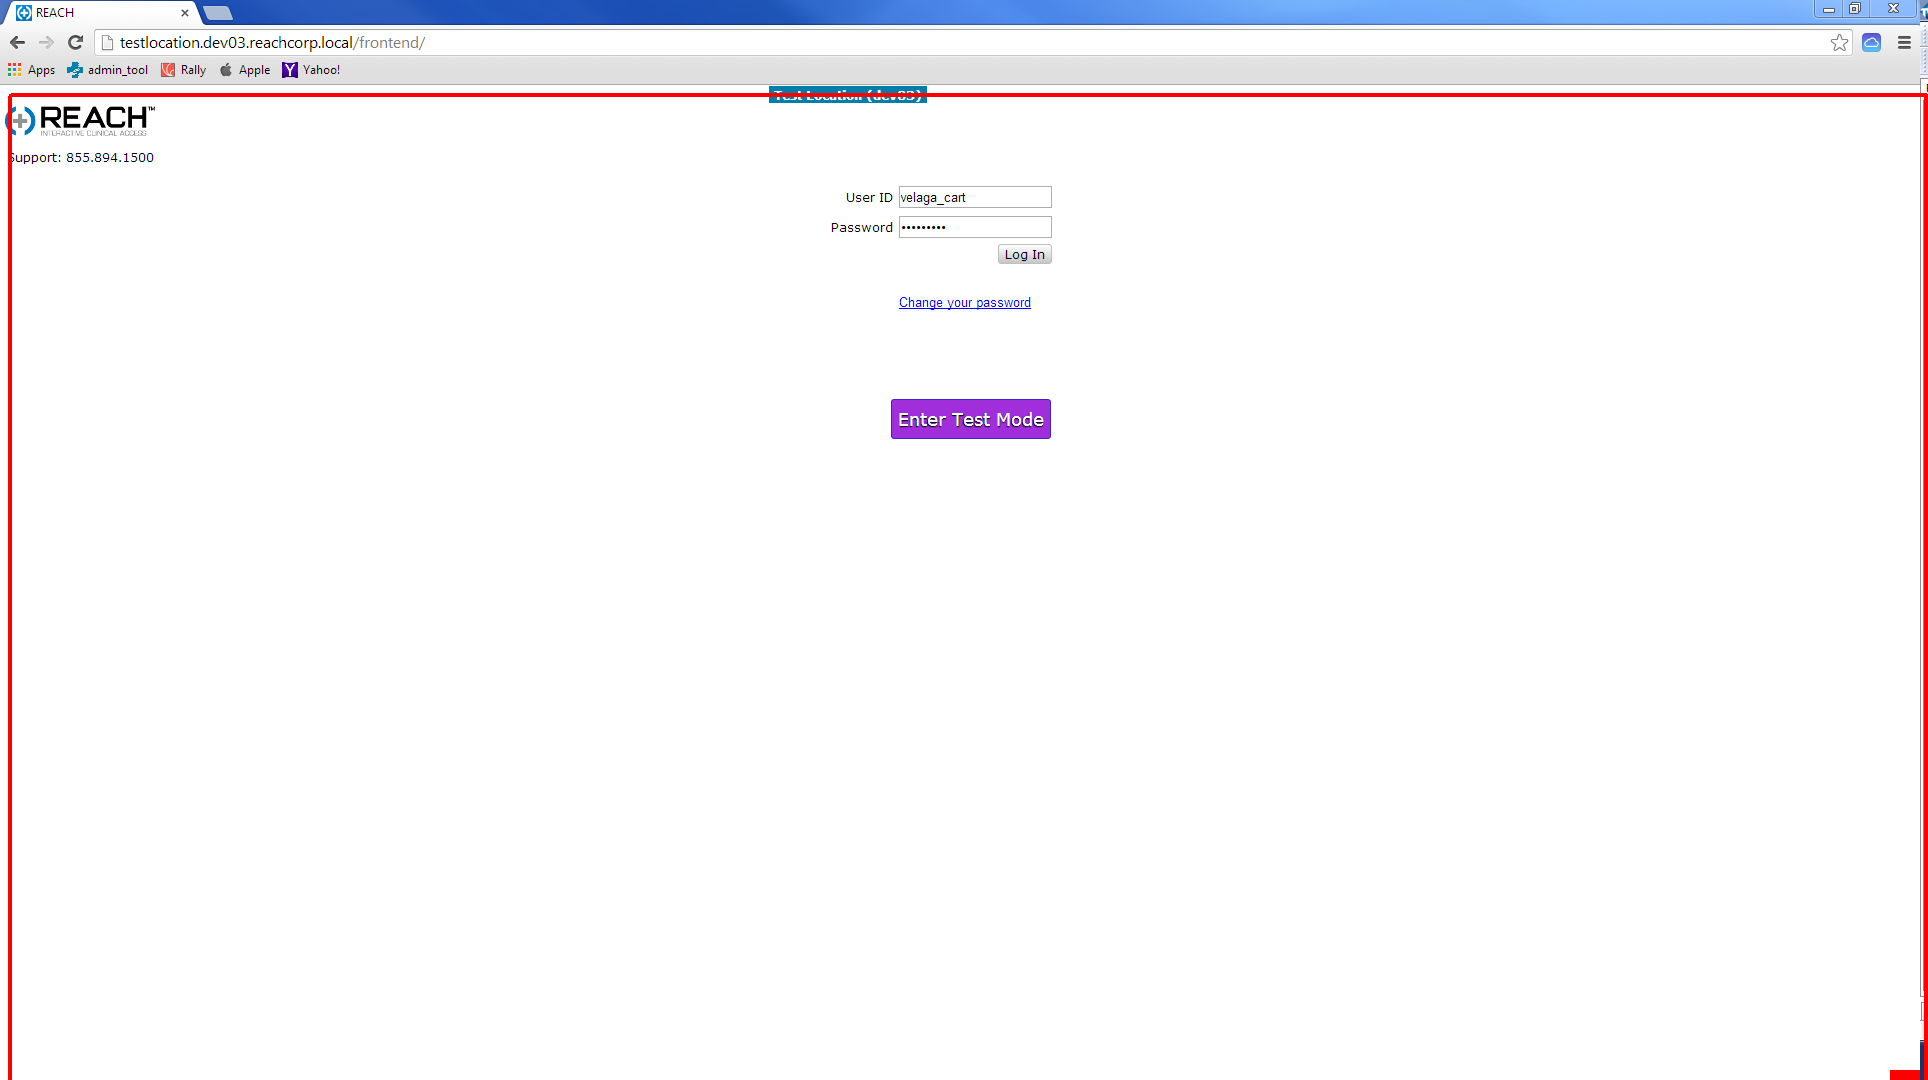 REACH
testlocation.dev03.reachcorp.local/frontend/
Apps admin_tool Rally Apple Y Yahoo!
Test Location (dev03)
REACH™
INTERACTIVE CLINICAL ACCESS
Support: 855.894.1500
User ID velaga_cart
Password •••••••••
Log In
Change your password
Enter Test Mode